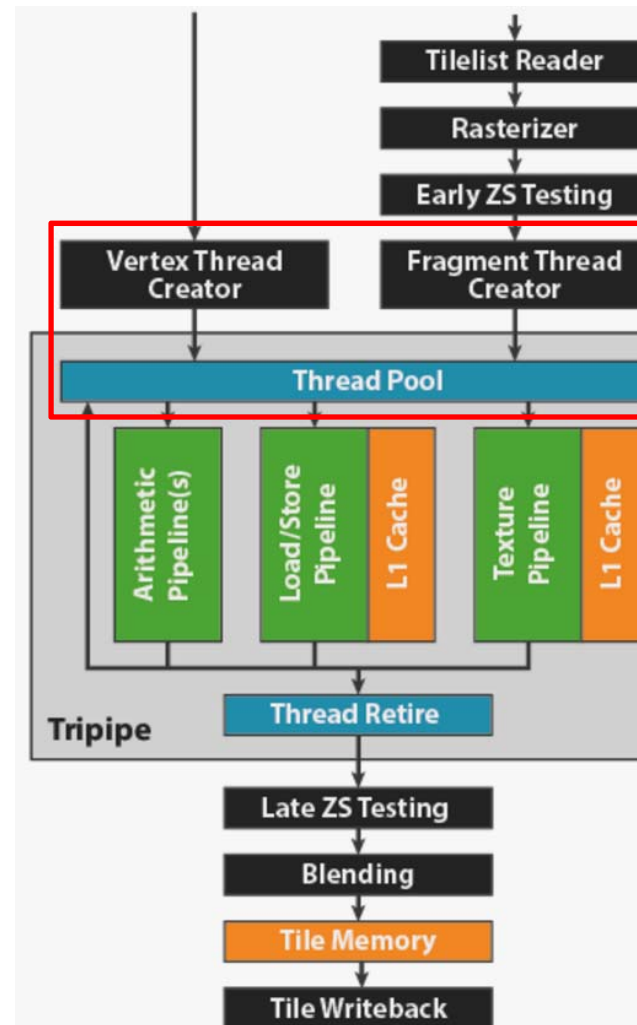 Tilelist Reader
Rasterizer
Early ZS Testing
Vertex Thread
Creator
Fragment Thread
Creator
Thread Pool
Arithmetic
Pipeline(s)
Load/Store
Pipeline
L1 Cache
Texture
Pipeline
L1 Cache
Thread Retire
Tripipe
Late ZS Testing
Blending
Tile Memory
Tile Writeback